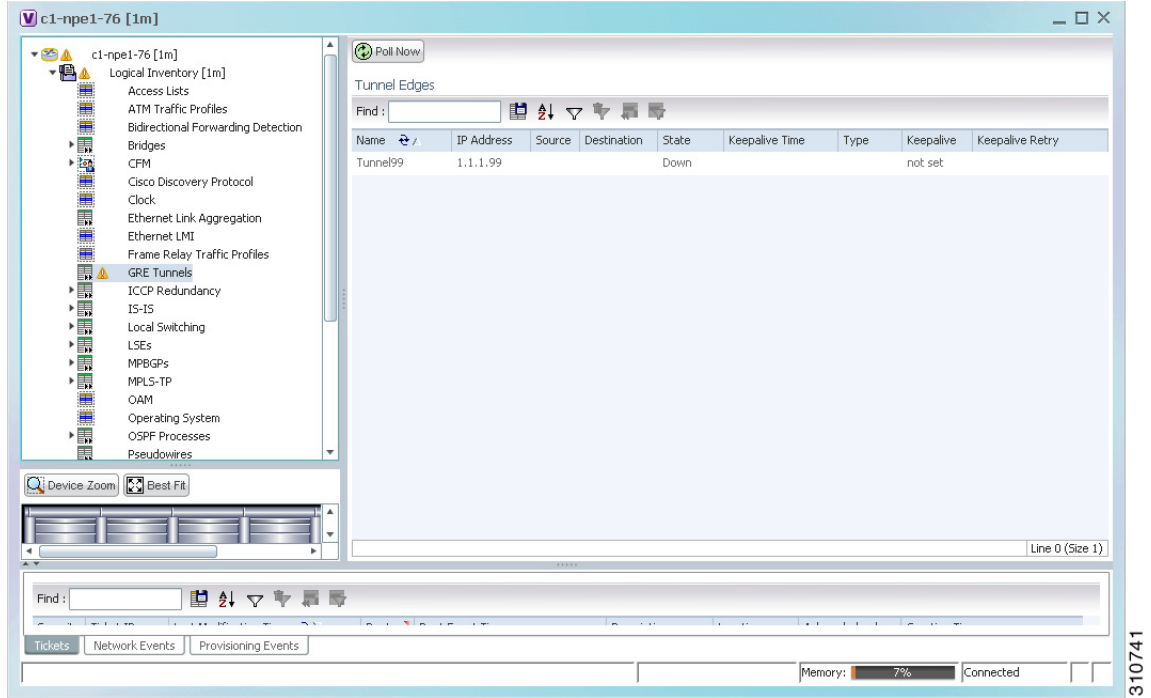 c1-npe1-76 [1m]
c1-npe1-76 [1m]
Logical Inventory [1m]
Access Lists
ATM Traffic Profiles
Bidirectional Forwarding Detection
Bridges
CFM
Cisco Discovery Protocol
Clock
Ethernet Link Aggregation
Ethernet LMI
Frame Relay Traffic Profiles
GRE Tunnels
ICCP Redundancy
IS-IS
Local Switching
LSEs
MPBGPs
MPLS-TP
OAM
Operating System
OSPF Processes
Pseudowires
Device Zoom Best Fit
Poll Now
Tunnel Edges
Find :
Name IP Address Source Destination State Keepalive Time Type Keepalive Keepalive Retry
Tunnel99 1.1.1.99 Down not set
Line 0 (Size 1)
Find :
Tickets Network Events Provisioning Events
Memory: 7% Connected
310741